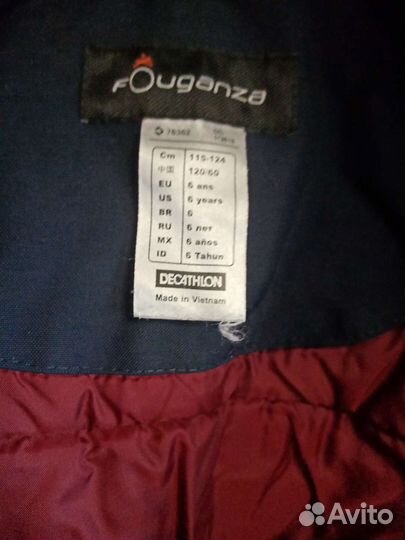 fOuganza
76362
Cm 115-124
中国 120/60
EU 6 ans
US 6 years
BR 6
RU 6 лет
MX 6 años
ID 6 Tahun
DECATHLON
Made in Vietnam
Avito